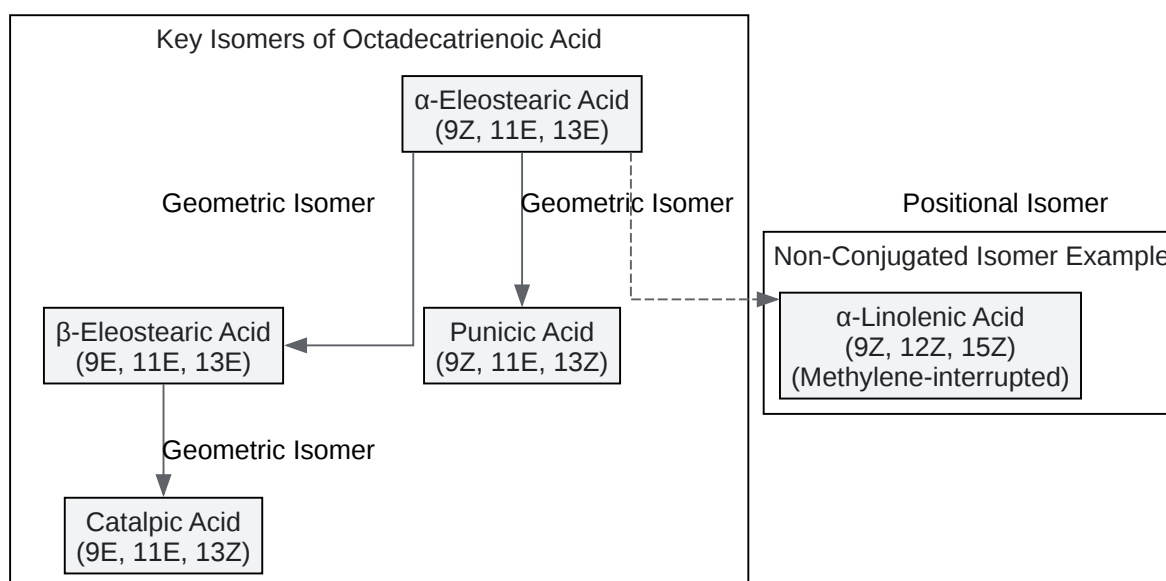 Key Isomers of Octadecatrienoic Acid
α-Eleostearic Acid
(9Z, 11E, 13E)
Geometric Isomer
Geometric Isomer
Positional Isomer
Non-Conjugated Isomer Example
β-Eleostearic Acid
(9E, 11E, 13E)
Punicic Acid
(9Z, 11E, 13Z)
α-Linolenic Acid
(9Z, 12Z, 15Z)
(Methylene-interrupted)
Geometric Isomer
Catalpic Acid
(9E, 11E, 13Z)